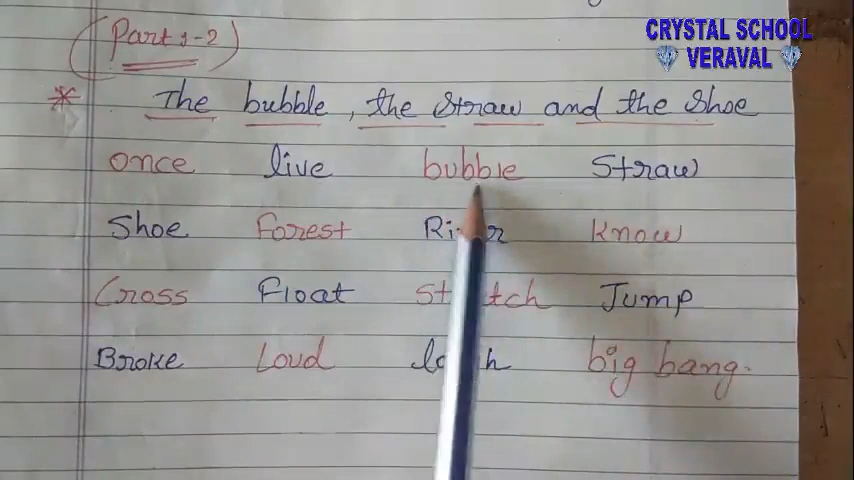 CRYSTAL SCHOOL
VERAVAL
(Part 1-2)
* The bubble, the Straw and the Shoe
once live bubble Straw
Shoe Forest know
Cross Float Jump
Broke Loud big bang.